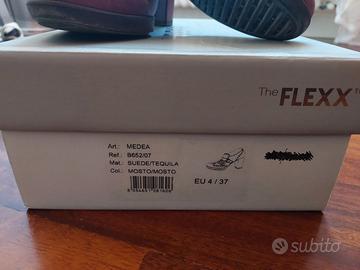 The FLEXX
Art.: MEDEA
Ref.: B652/07
Mat.: SUEDE/TEQUILA
Col.: MOSTO/MOSTO
EU 4 / 37
subito